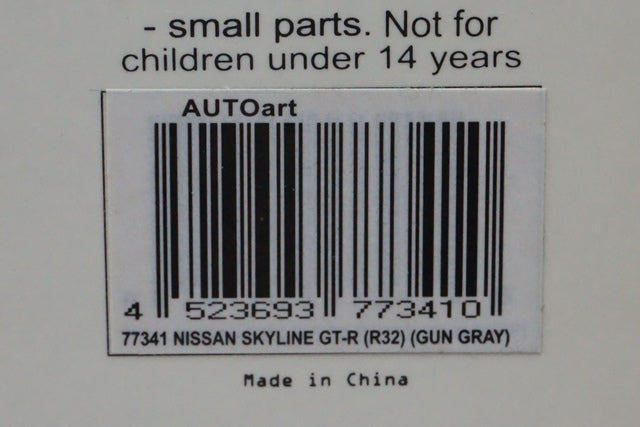 - small parts. Not for
children under 14 years
AUTOart
4 523693 773410
77341 NISSAN SKYLINE GT-R (R32) (GUN GRAY)
Made in China